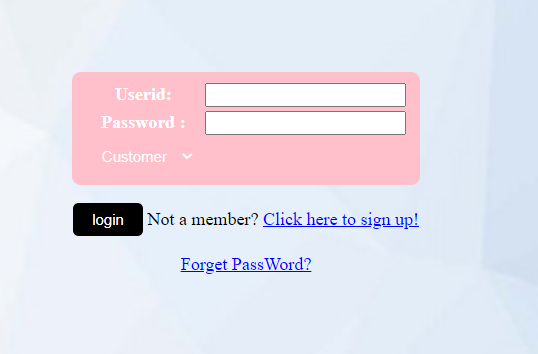 Userid:
Password :
Customer
login Not a member? Click here to sign up!
Forget PassWord?